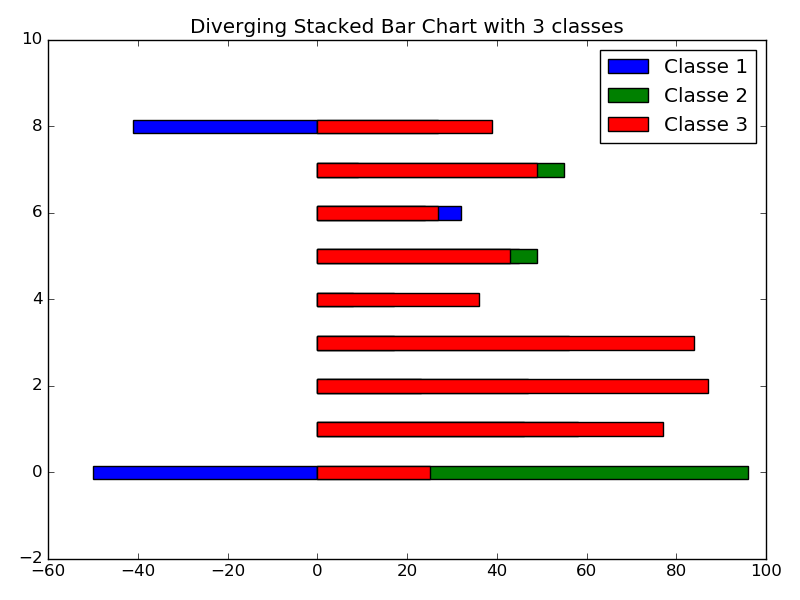 Diverging Stacked Bar Chart with 3 classes
Classe 1
Classe 2
Classe 3
10
8
6
4
2
0
−2
−60 −40 −20 0 20 40 60 80 100